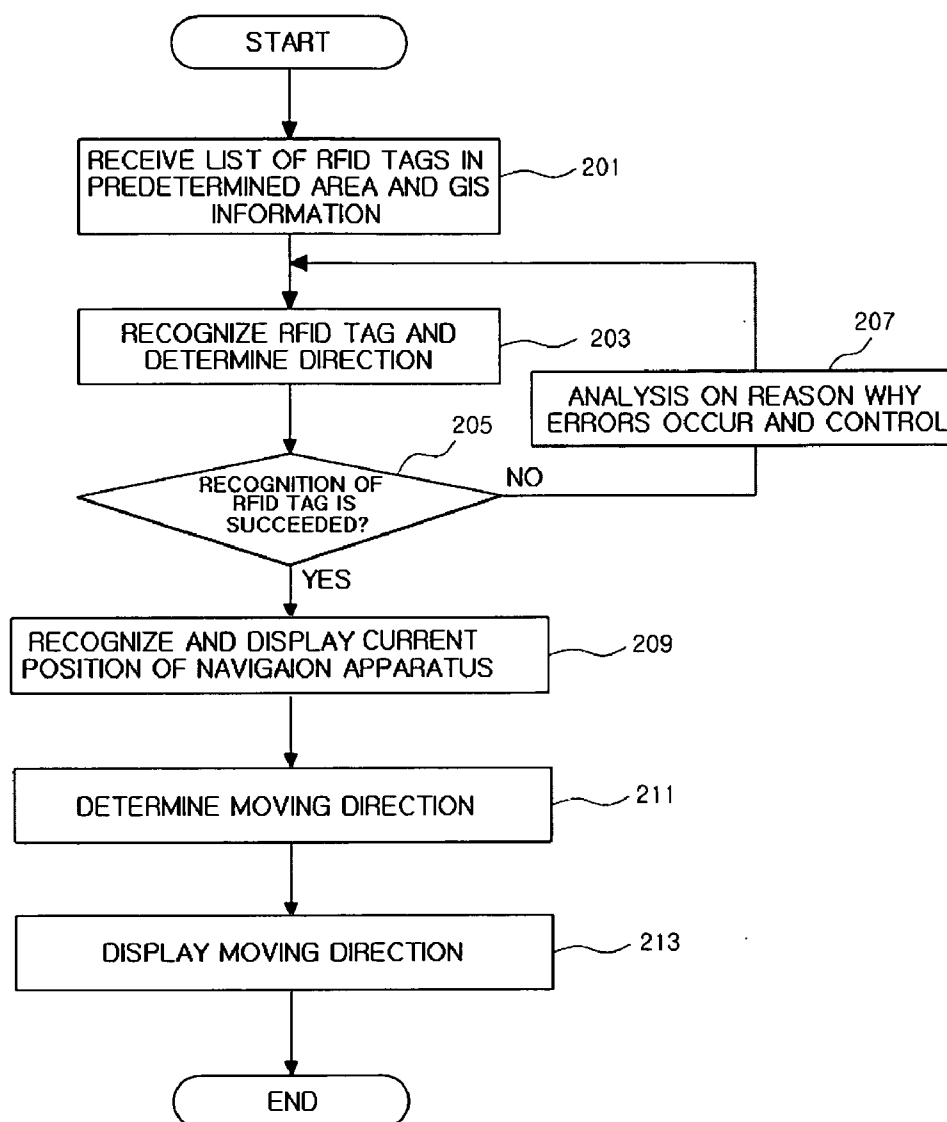 START
RECEIVE LIST OF RFID TAGS IN
PREDETERMINED AREA AND GIS
INFORMATION
201
RECOGNIZE RFID TAG AND
DETERMINE DIRECTION
203
207
ANALYSIS ON REASON WHY
ERRORS OCCUR AND CONTROL
205
RECOGNITION OF
RFID TAG IS
SUCCEEDED?
NO
YES
RECOGNIZE AND DISPLAY CURRENT
POSITION OF NAVIGAION APPARATUS
209
DETERMINE MOVING DIRECTION
211
DISPLAY MOVING DIRECTION
213
END